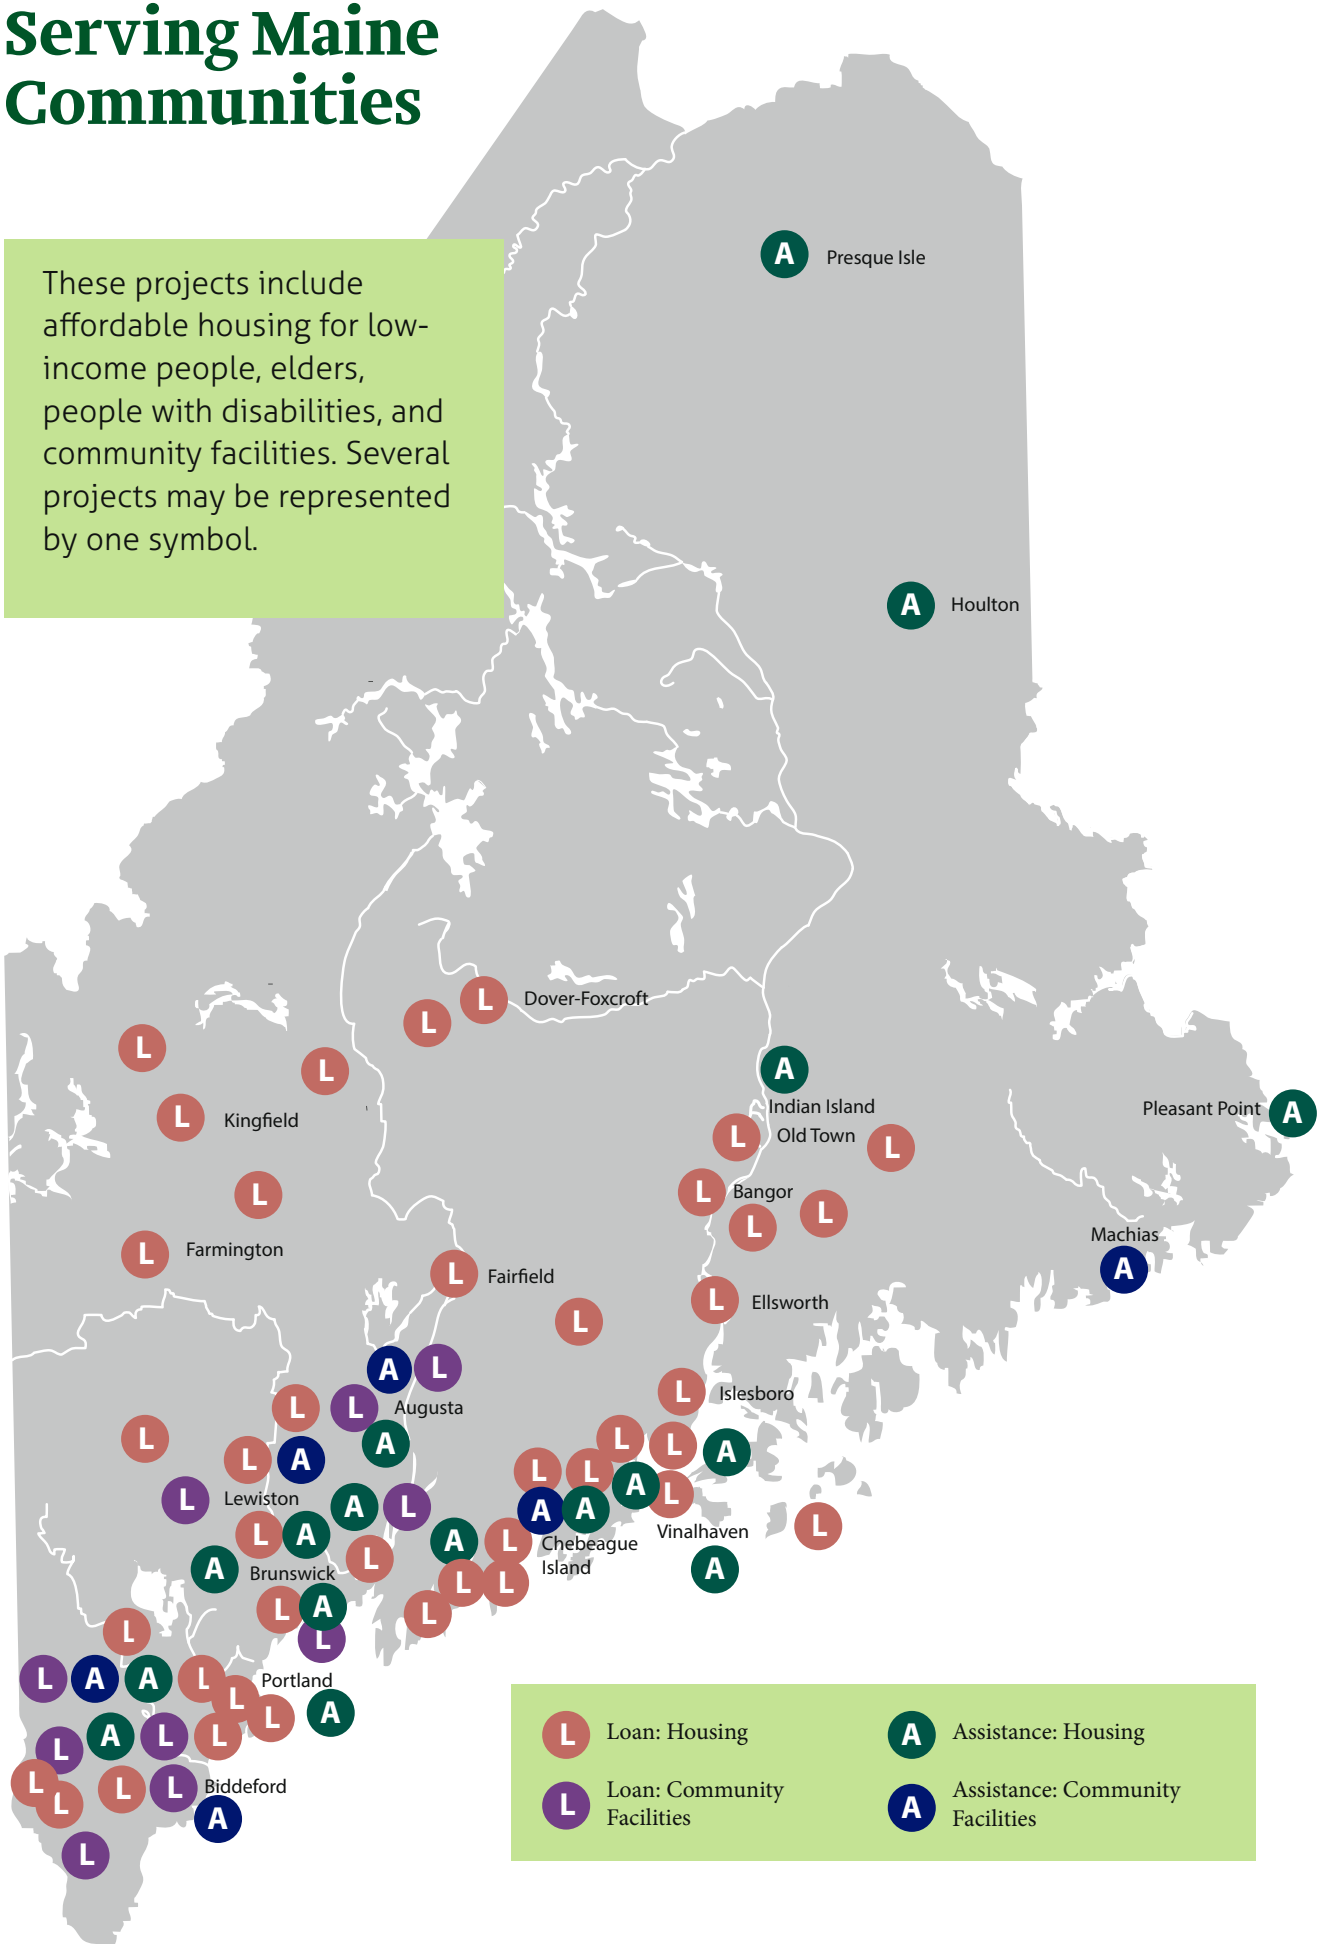 Serving Maine
Communities
These projects include
affordable housing for low-
income people, elders,
people with disabilities, and
community facilities. Several
projects may be represented
by one symbol.
A Presque Isle
A Houlton
L Dover-Foxcroft
L
L
L
L Kingfield
A
Indian Island
L Old Town
L
Pleasant Point A
L
L Bangor
L
L
L Farmington
Machias
A
L Fairfield
L Ellsworth
L
A L
L Islesboro
L L Augusta
L
A
L
L
A
L A
L
L
A
L
L Lewiston
A L
A
A
L
Vinalhaven
L
L A
A
L
Chebeague
Island
L
A
Brunswick
A
L
L
L A
L
L
L
L A A L
Portland
L
L
A
L
A
L
L
L
L
L
L Biddeford
L
A
L
L Loan: Housing
A Assistance: Housing
L Loan: Community
Facilities
A Assistance: Community
Facilities